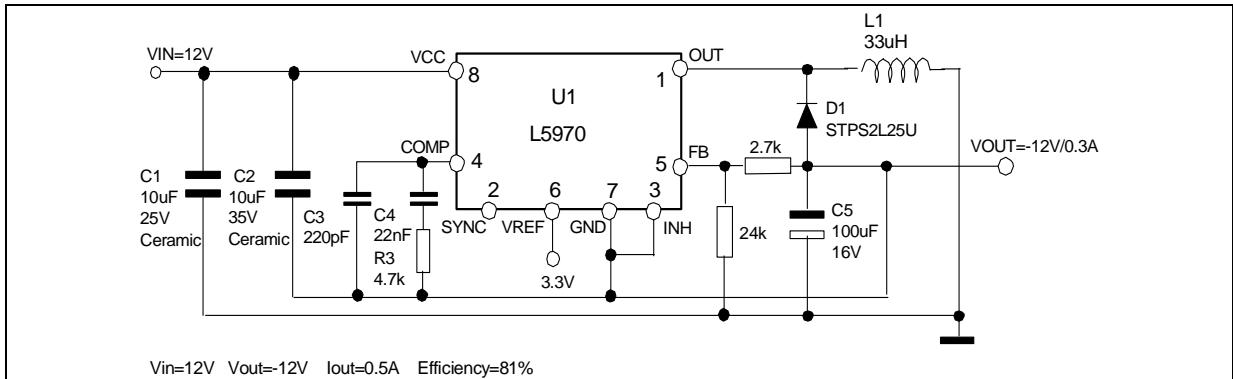 L1
33uH
VIN=12V
VCC
8
OUT
1
U1
L5970
D1
STPS2L25U
COMP
4
FB
5
2.7k
VOUT=-12V/0.3A
2
6
7
3
SYNC
VREF
GND
INH
C1
10uF
25V
Ceramic
C2
10uF
35V
Ceramic
C3
220pF
C4
22nF
R3
4.7k
3.3V
24k
C5
100uF
16V
Vin=12V Vout=-12V Iout=0.5A Efficiency=81%